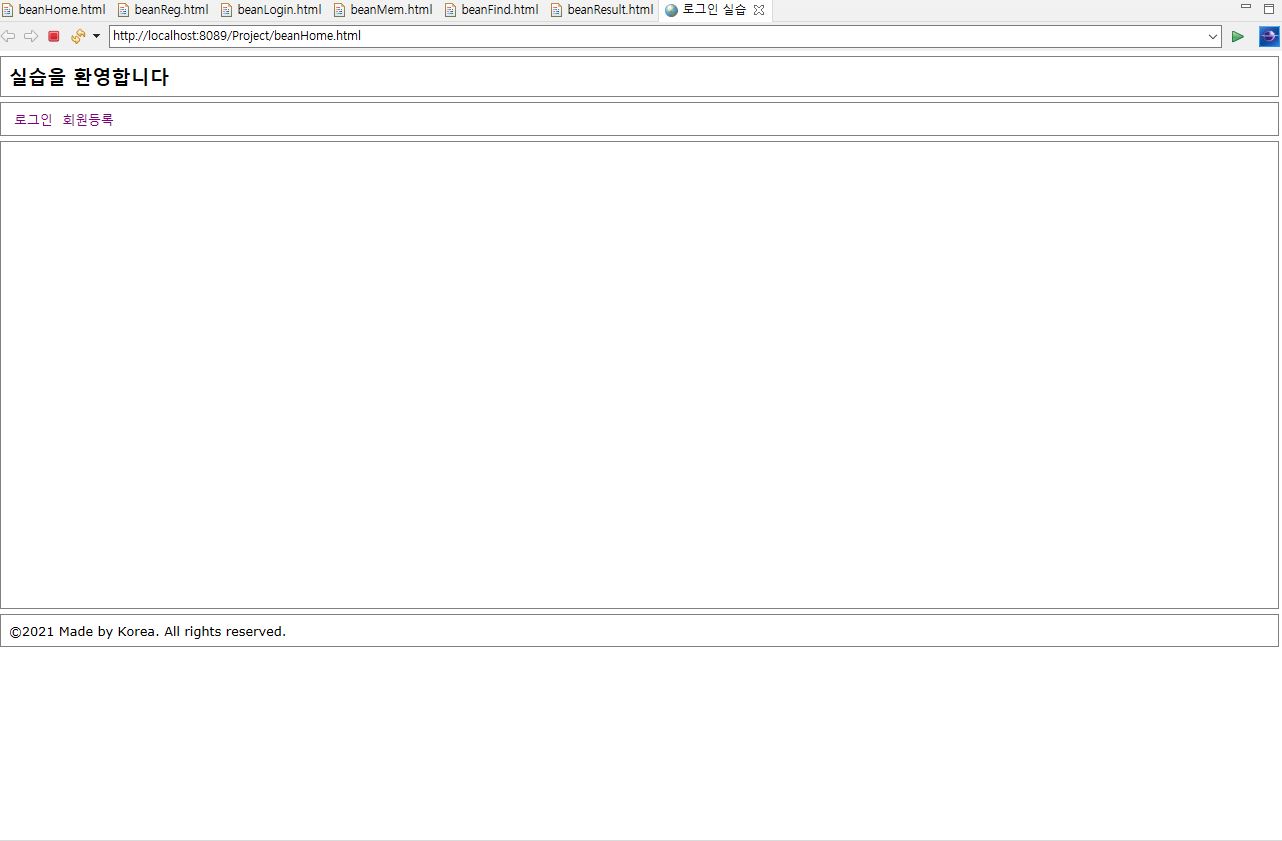 beanHome.html beanReg.html beanLogin.html beanMem.html beanFind.html beanResult.html 로그인 실습
http://localhost:8089/Project/beanHome.html
실습을 환영합니다
로그인 회원등록
©2021 Made by Korea. All rights reserved.